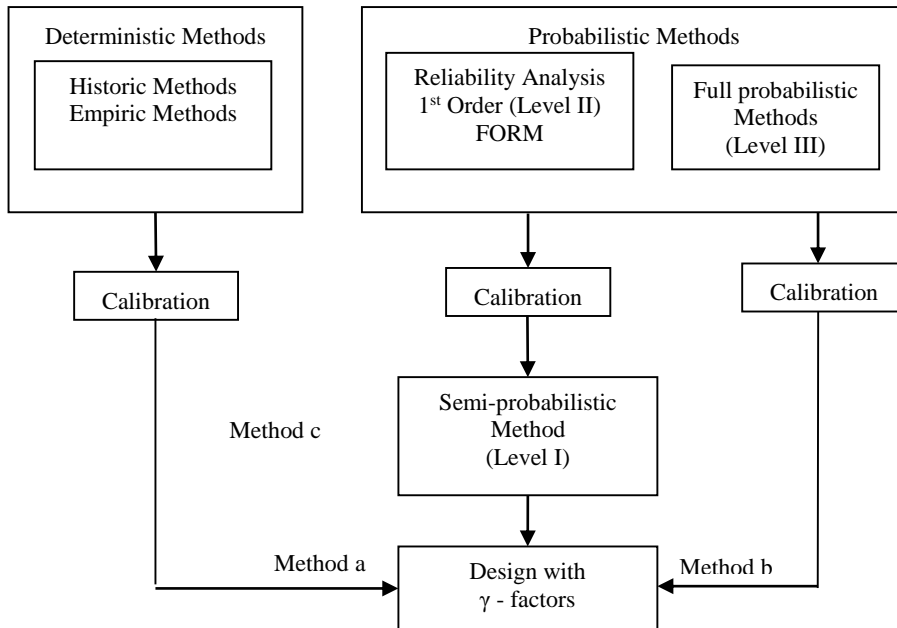 Deterministic Methods
Historic Methods
Empiric Methods
Probabilistic Methods
Reliability Analysis
1st Order (Level II)
FORM
Full probabilistic
Methods
(Level III)
Calibration
Calibration
Calibration
Semi-probabilistic
Method
(Level I)
Method c
Method a
Design with
γ - factors
Method b